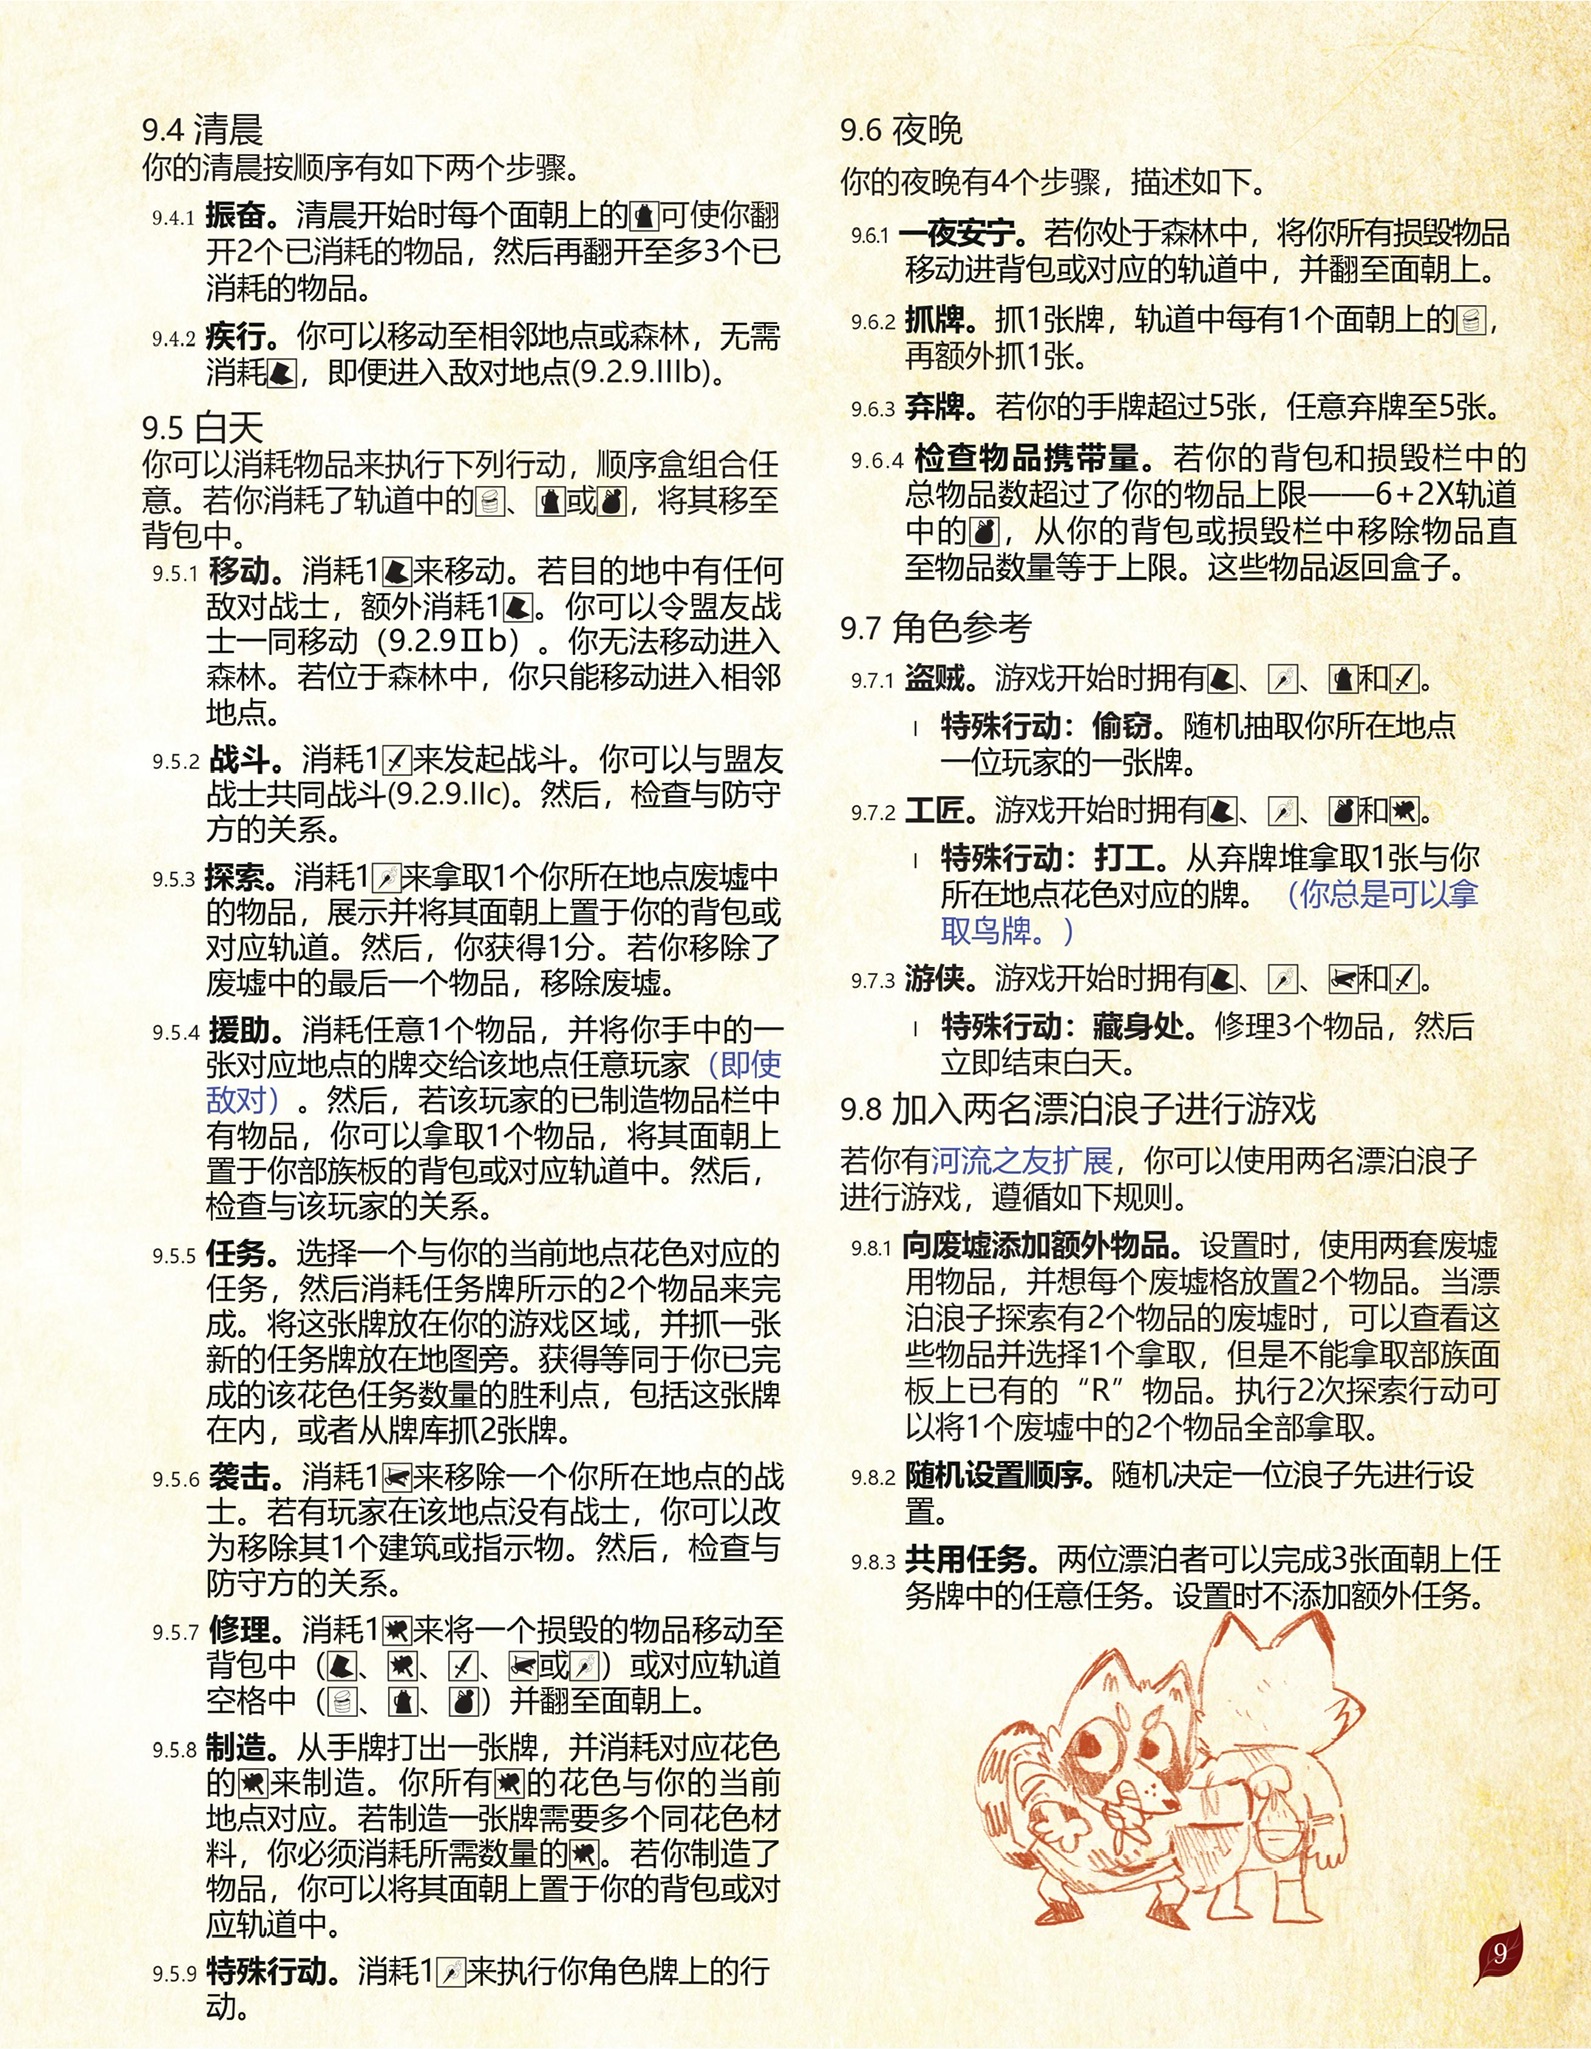 9.4 清晨
你的清晨按顺序有如下两个步骤。
9.4.1 振奋。清晨开始时每个面朝上的可使你翻
开2个已消耗的物品，然后再翻开至多3个已
消耗的物品。
9.4.2 疾行。你可以移动至相邻地点或森林，无需
消耗，即便进入敌对地点(9.2.9.IIIb)。
9.5 白天
你可以消耗物品来执行下列行动，顺序盒组合任
意。若你消耗了轨道中的、或，将其移至
背包中。
9.5.1 移动。消耗1来移动。若目的地中有任何
敌对战士，额外消耗1。你可以令盟友战
士一同移动（9.2.9Ⅱb）。你无法移动进入
森林。若位于森林中，你只能移动进入相邻
地点。
9.5.2 战斗。消耗1来发起战斗。你可以与盟友
战士共同战斗(9.2.9.IIc)。然后，检查与防守
方的关系。
9.5.3 探索。消耗1来拿取1个你所在地点废墟中
的物品，展示并将其面朝上置于你的背包或
对应轨道。然后，你获得1分。若你移除了
废墟中的最后一个物品，移除废墟。
9.5.4 援助。消耗任意1个物品，并将你手中的一
张对应地点的牌交给该地点任意玩家（即使
敌对）。然后，若该玩家的已制造物品栏中
有物品，你可以拿取1个物品，将其面朝上
置于你部族板的背包或对应轨道中。然后，
检查与该玩家的关系。
9.5.5 任务。选择一个与你的当前地点花色对应的
任务，然后消耗任务牌所示的2个物品来完
成。将这张牌放在你的游戏区域，并抓一张
新的任务牌放在地图旁。获得等同于你已完
成的该花色任务数量的胜利点，包括这张牌
在内，或者从牌库抓2张牌。
9.5.6 袭击。消耗1来移除一个你所在地点的战
士。若有玩家在该地点没有战士，你可以改
为移除其1个建筑或指示物。然后，检查与
防守方的关系。
9.5.7 修理。消耗1来将一个损毁的物品移动至
背包中（、、、或）或对应轨道
空格中（、、）并翻至面朝上。
9.5.8 制造。从手牌打出一张牌，并消耗对应花色
的来制造。你所有的花色与你的当前
地点对应。若制造一张牌需要多个同花色材
料，你必须消耗所需数量的。若你制造了
物品，你可以将其面朝上置于你的背包或对
应轨道中。
9.5.9 特殊行动。消耗1来执行你角色牌上的行
动。
9.6 夜晚
你的夜晚有4个步骤，描述如下。
9.6.1 一夜安宁。若你处于森林中，将你所有损毁物品
移动进背包或对应的轨道中，并翻至面朝上。
9.6.2 抓牌。抓1张牌，轨道中每有1个面朝上的，
再额外抓1张。
9.6.3 弃牌。若你的手牌超过5张，任意弃牌至5张。
9.6.4 检查物品携带量。若你的背包和损毁栏中的
总物品数超过了你的物品上限——6+2X轨道
中的，从你的背包或损毁栏中移除物品直
至物品数量等于上限。这些物品返回盒子。
9.7 角色参考
9.7.1 盗贼。游戏开始时拥有、、和。
I 特殊行动：偷窃。随机抽取你所在地点
一位玩家的一张牌。
9.7.2 工匠。游戏开始时拥有、、和。
I 特殊行动：打工。从弃牌堆拿取1张与你
所在地点花色对应的牌。（你总是可以拿
取鸟牌。）
9.7.3 游侠。游戏开始时拥有、、和。
I 特殊行动：藏身处。修理3个物品，然后
立即结束白天。
9.8 加入两名漂泊浪子进行游戏
若你有河流之友扩展，你可以使用两名漂泊浪子
进行游戏，遵循如下规则。
9.8.1 向废墟添加额外物品。设置时，使用两套废墟
用物品，并想每个废墟格放置2个物品。当漂
泊浪子探索有2个物品的废墟时，可以查看这
些物品并选择1个拿取，但是不能拿取部族面
板上已有的“R”物品。执行2次探索行动可
以将1个废墟中的2个物品全部拿取。
9.8.2 随机设置顺序。随机决定一位浪子先进行设
置。
9.8.3 共用任务。两位漂泊者可以完成3张面朝上任
务牌中的任意任务。设置时不添加额外任务。
9